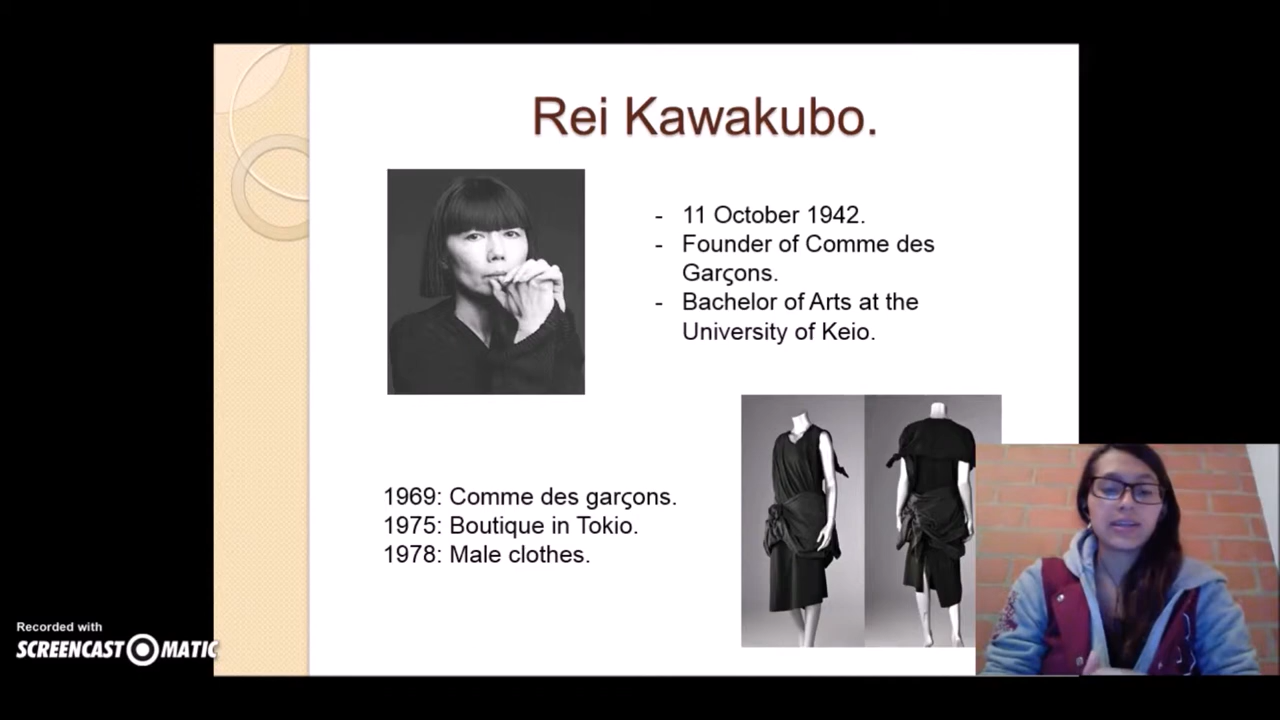 Rei Kawakubo.
- 11 October 1942.
- Founder of Comme des
Garçons.
- Bachelor of Arts at the
University of Keio.
1969: Comme des garçons.
1975: Boutique in Tokio.
1978: Male clothes.
Recorded with
SCREENCAST MATIC